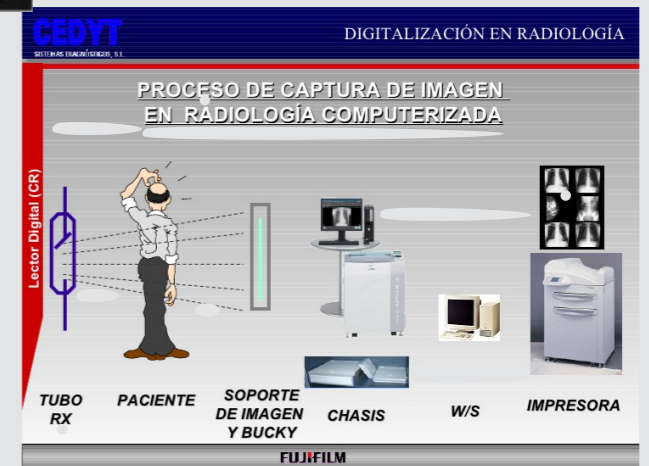 CEDYT
SISTEMAS DIAGNÓSTICOS, S.L.
DIGITALIZACIÓN EN RADIOLOGÍA
PROCESO DE CAPTURA DE IMAGEN
EN RADIOLOGÍA COMPUTERIZADA
Lector Digital (CR)
TUBO
RX
PACIENTE
SOPORTE
DE IMAGEN
Y BUCKY
CHASIS
W/S
IMPRESORA
FUJIFILM